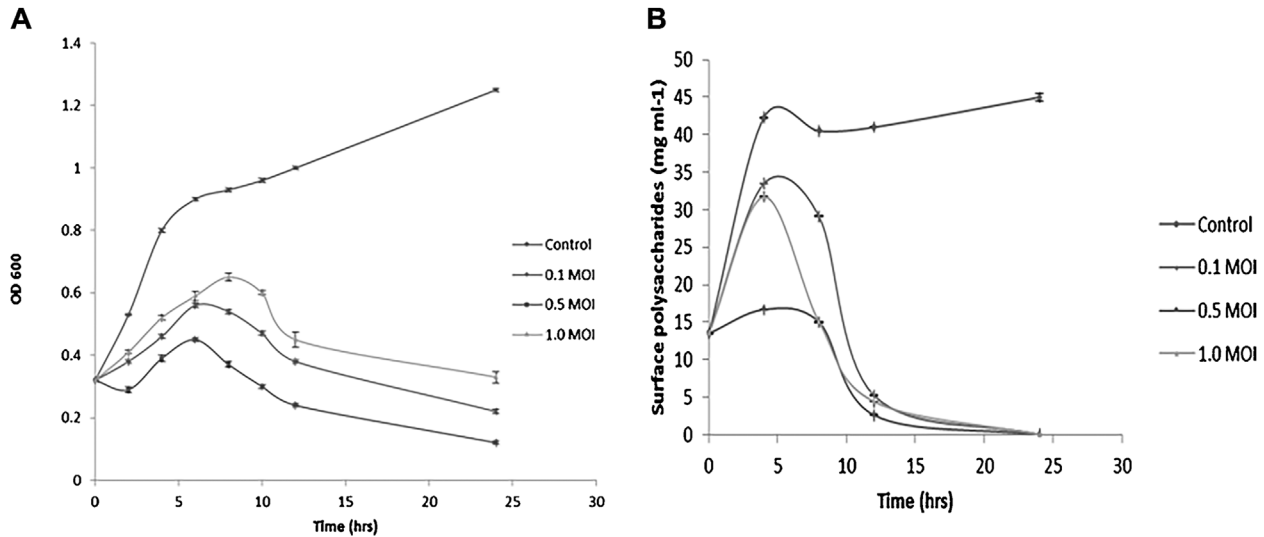 A
1.4
1.2
1
0.8
0.6
0.4
0.2
0
OD 600
0 5 10 15 20 25 30
Time (hrs)
Control
0.1 MOI
0.5 MOI
1.0 MOI
B
50
45
40
35
30
25
20
15
10
5
0
Surface polysaccharides (mg ml-1)
0 5 10 15 20 25 30
Time (hrs)
Control
0.1 MOI
0.5 MOI
1.0 MOI